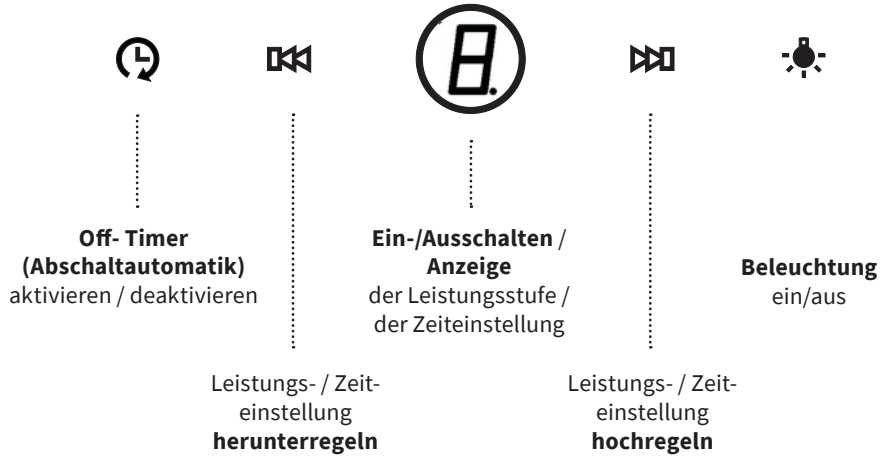 8.
Off- Timer
(Abschaltautomatik)
aktivieren / deaktivieren
Leistungs- / Zeit-
einstellung
herunterregeln
Ein-/Ausschalten /
Anzeige
der Leistungsstufe /
der Zeiteinstellung
Leistungs- / Zeit-
einstellung
hochregeln
Beleuchtung
ein/aus